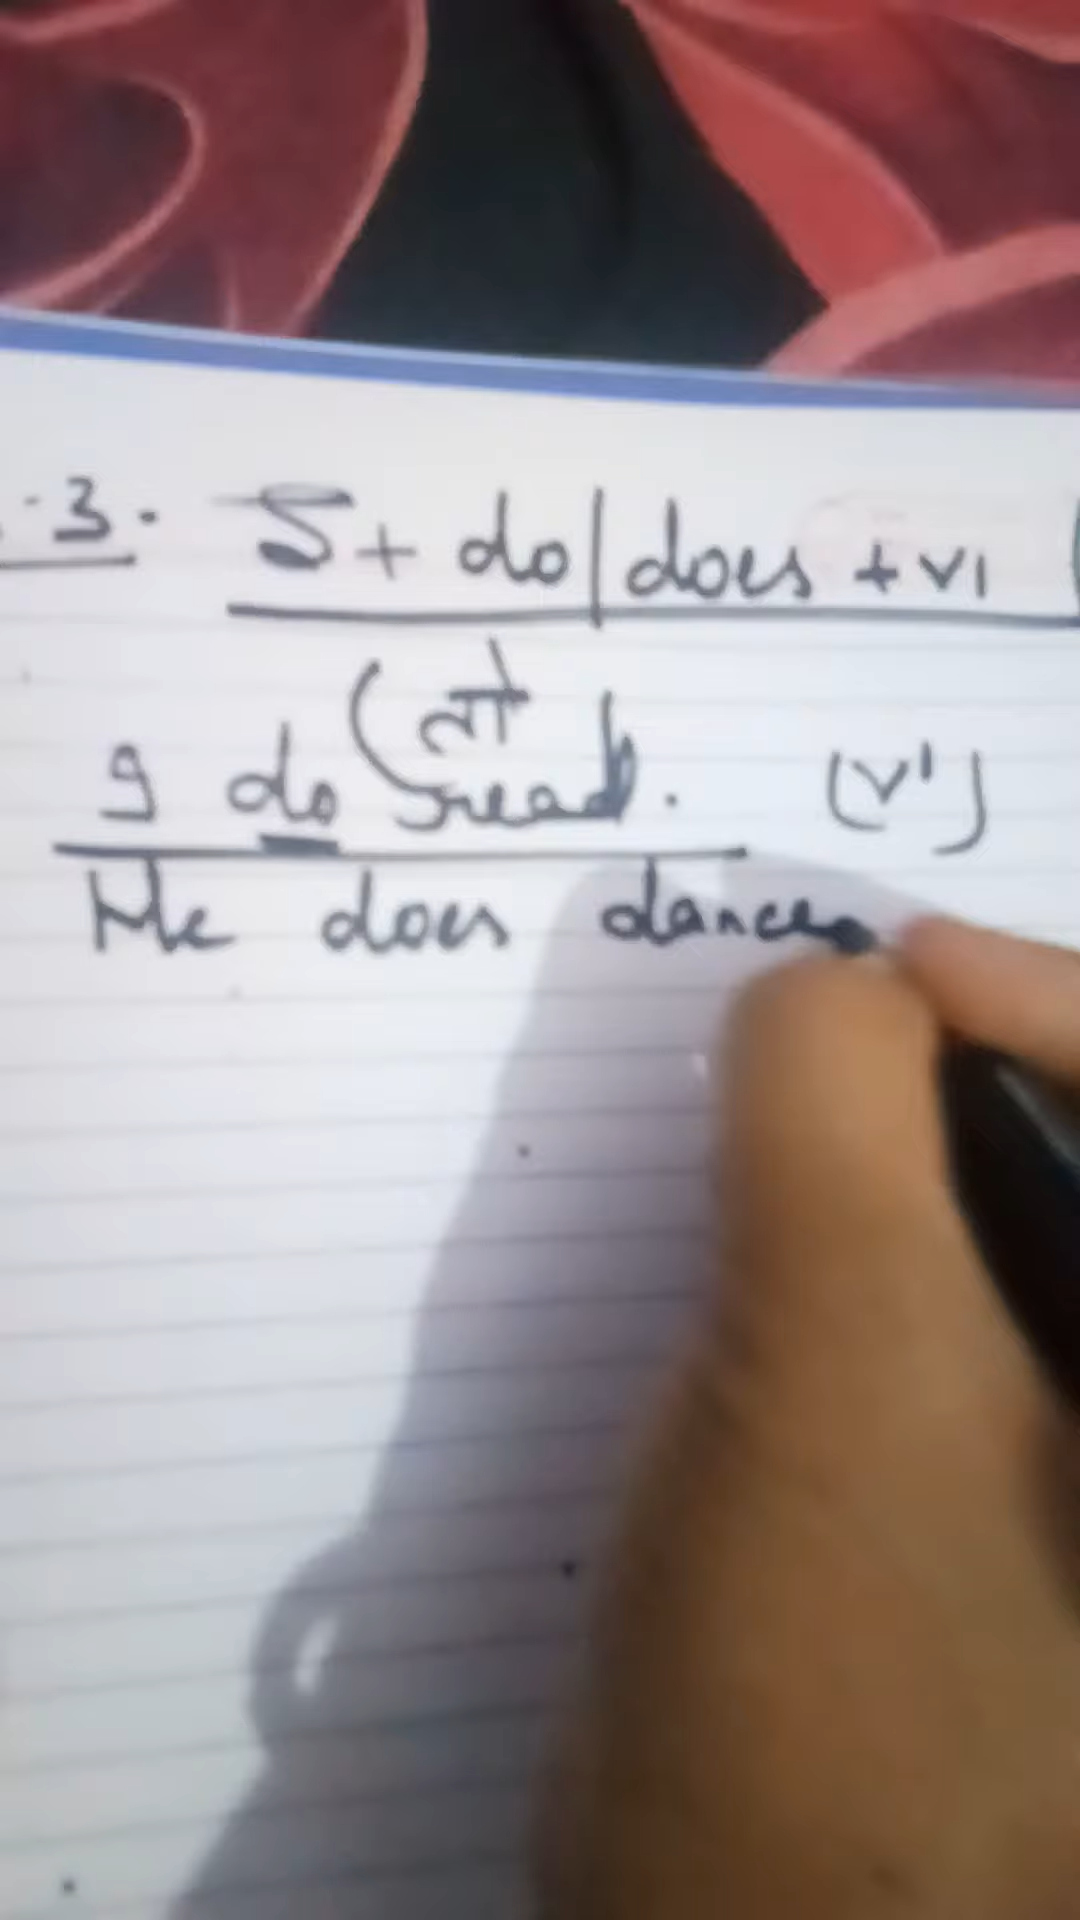 .3. S + do|does + v1
(तो
I do read. (v¹)
He does dance